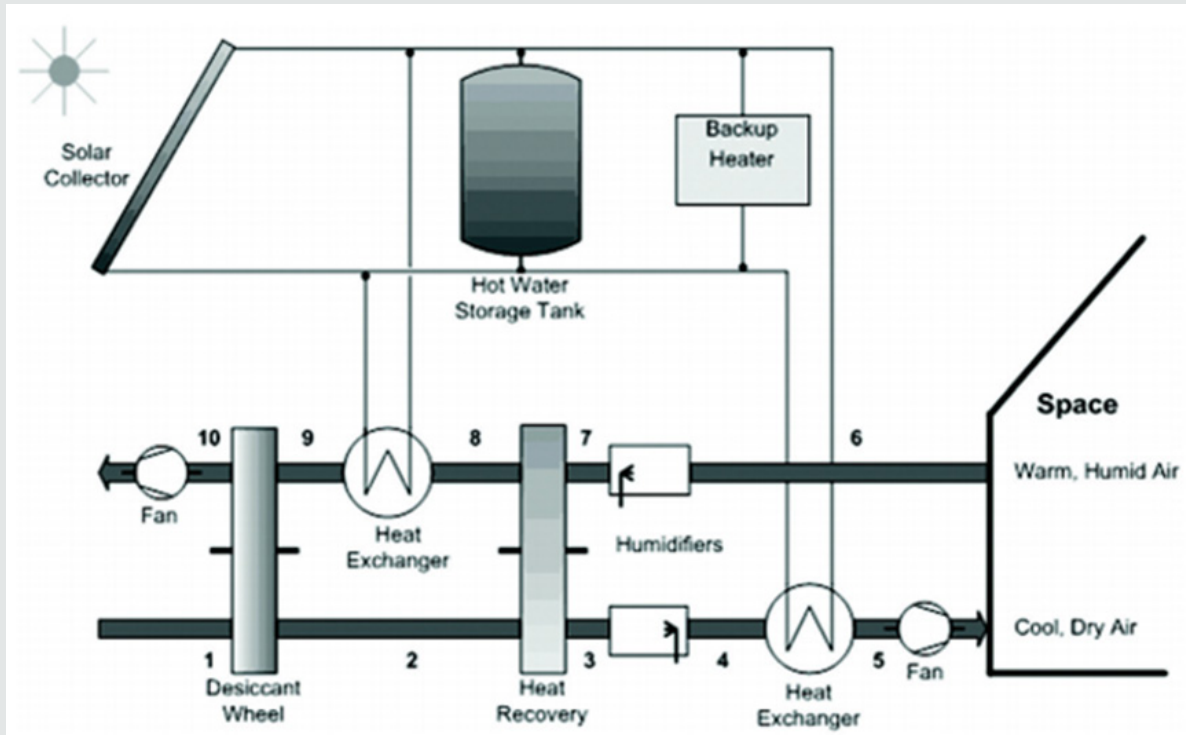 Solar
Collector
Backup
Heater
Hot Water
Storage Tank
Space
10
9
8
7
6
Warm, Humid Air
Fan
Heat
Exchanger
Humidifiers
Cool, Dry Air
1
2
3
4
5
Fan
Desiccant
Wheel
Heat
Recovery
Heat
Exchanger